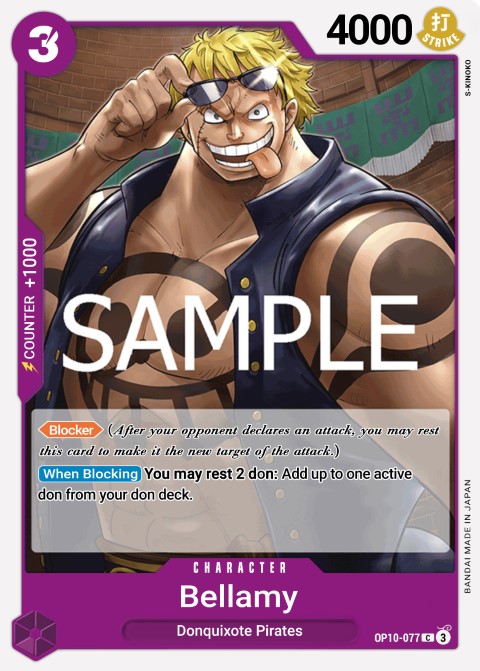 3
4000
打
STRIKE
S-KINOKO
COUNTER +1000
SAMPLE
Blocker (After your opponent declares an attack, you may rest
this card to make it the new target of the attack.)
When Blocking You may rest 2 don: Add up to one active
don from your don deck.
CHARACTER
Bellamy
Donquixote Pirates
OP10-077 C 3
BANDAI MADE IN JAPAN